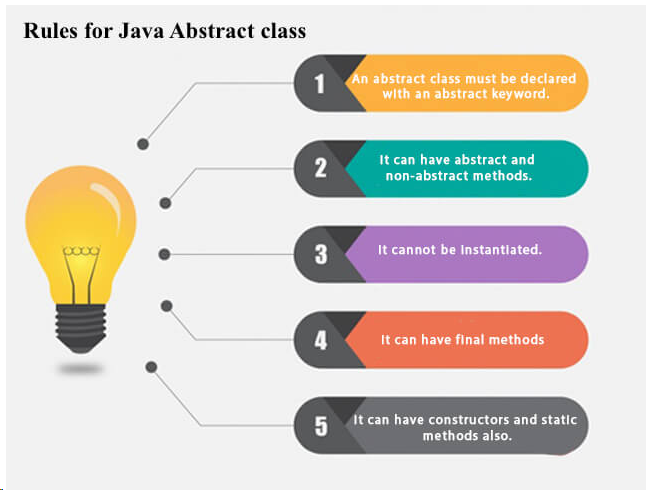 Rules for Java Abstract class
1
An abstract class must be declared
with an abstract keyword.
2
It can have abstract and
non-abstract methods.
3
It cannot be instantiated.
4
It can have final methods
5
It can have constructors and static
methods also.